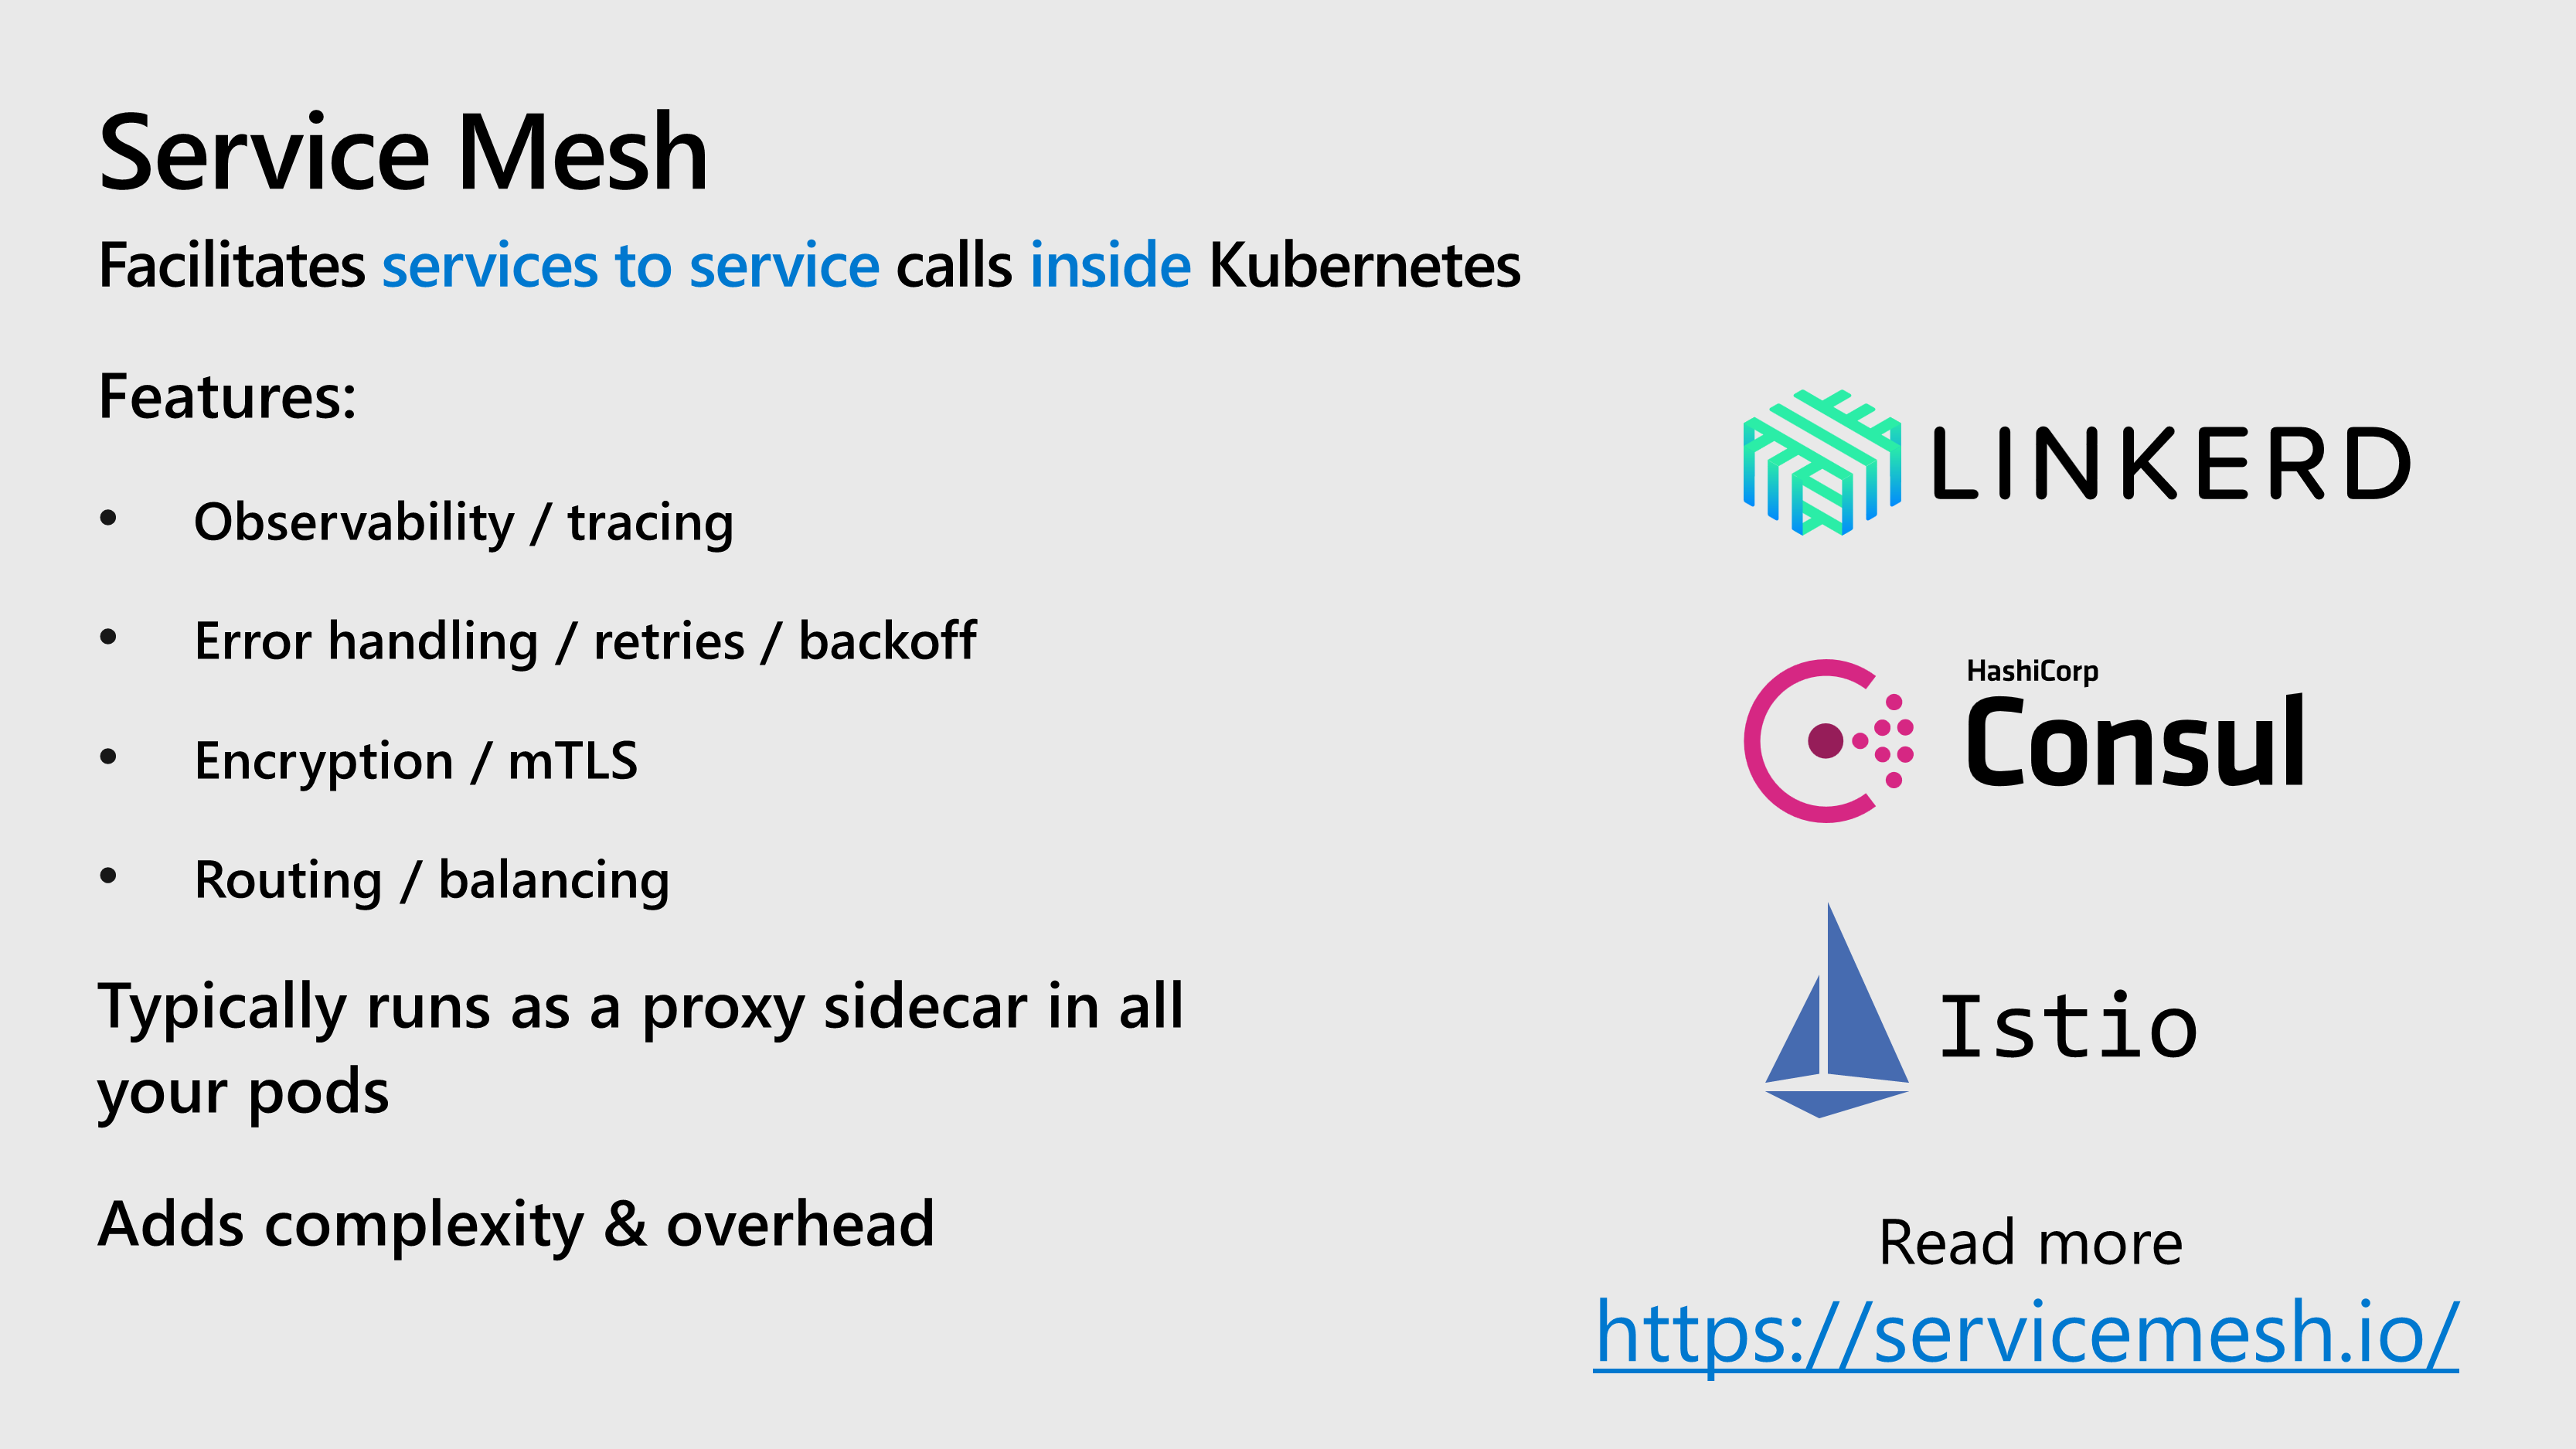 Service Mesh
Facilitates services to service calls inside Kubernetes
Features:
• Observability / tracing
• Error handling / retries / backoff
• Encryption / mTLS
• Routing / balancing
Typically runs as a proxy sidecar in all
your pods
Adds complexity & overhead
LINKERD
HashiCorp
Consul
Istio
Read more
https://servicemesh.io/